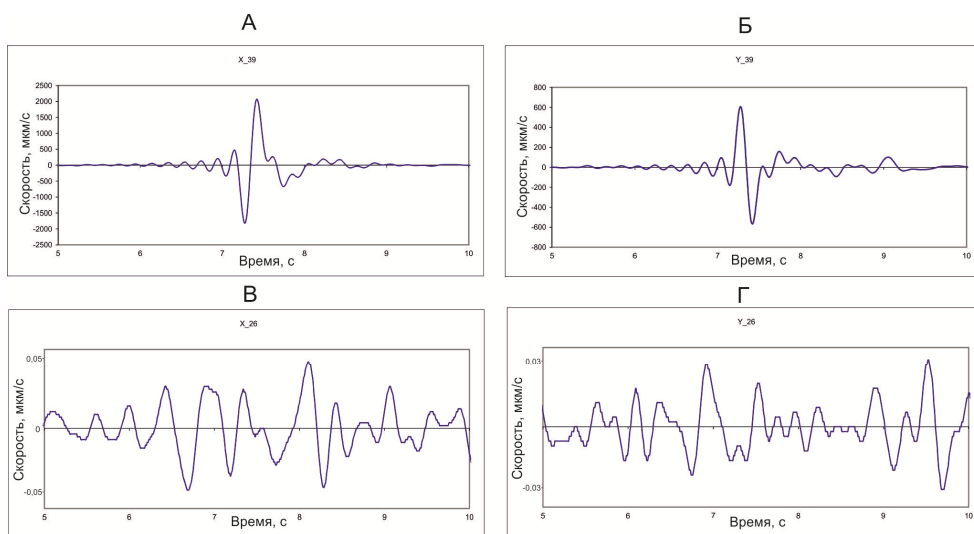 А
X_39
Скорость, мкм/с
2500
2000
1500
1000
500
0
-500
-1000
-1500
-2000
-2500
5 6 7 8 9 10
Время, с
Б
Y_39
Скорость, мкм/с
800
600
400
200
0
-200
-400
-600
-800
5 6 7 8 9 10
Время, с
В
X_26
Скорость, мкм/с
0,05
0
-0,05
5 6 7 8 9 10
Время, с
Г
Y_26
Скорость, мкм/с
0,03
0
-0,03
5 6 7 8 9 10
Время, с